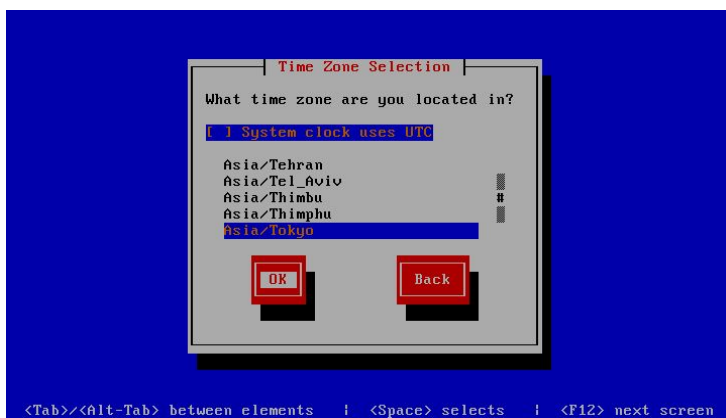 Time Zone Selection
What time zone are you located in?
[ ] System clock uses UTC
Asia/Tehran
Asia/Tel_Aviv
Asia/Thimbu
#
Asia/Thimphu
Asia/Tokyo
OK Back
<Tab>/<Alt-Tab> between elements | <Space> selects | <F12> next screen